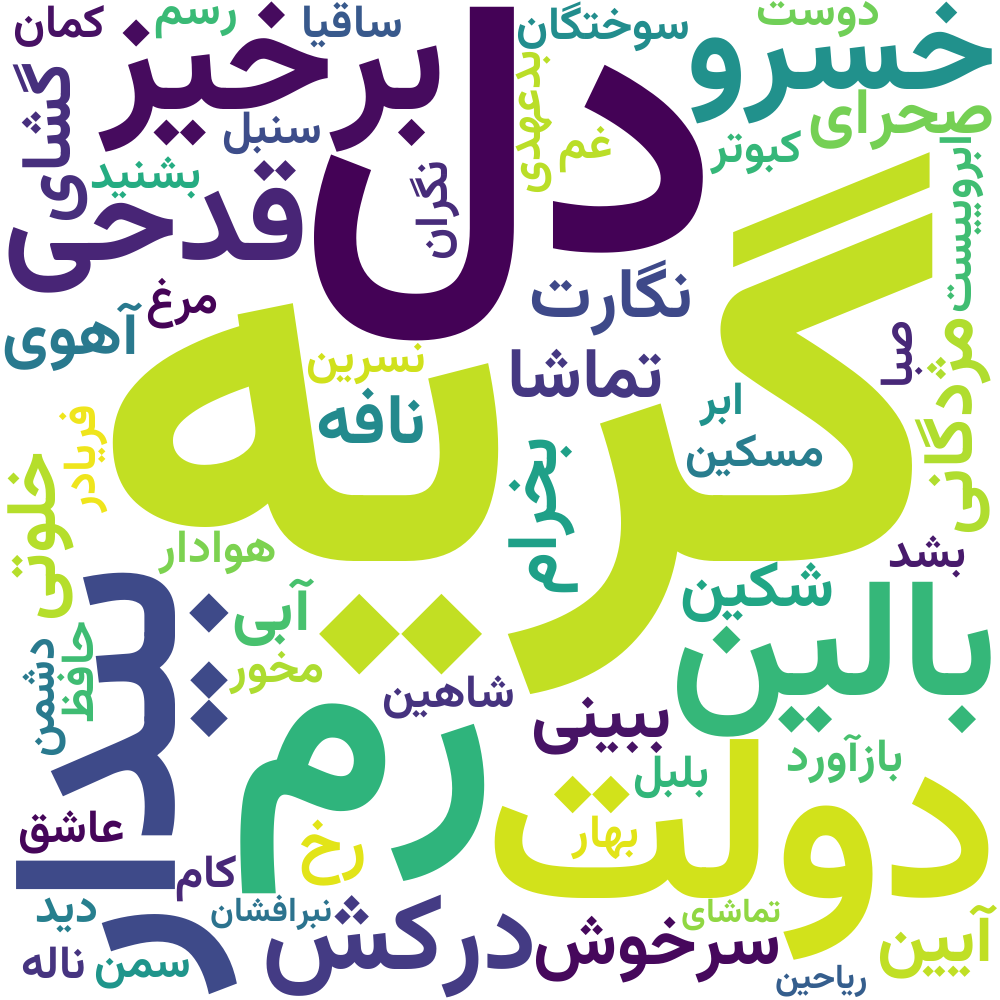 کمان
رسم
ساقیا
سوختگان
دوست
برخیز
دل
خسرو
گشای
سنبل
بدعهدی
غم
کبوتر
صحرای
بشنید
نگران
ابروییست
قدحی
گریه
مرغ
نگارت
آهوی
صبا
مژدگانی
نسرین
تماشا
نافه
ابر
فریادر
مسکین
بخرام
خلوتی
هوادار
بشد
شکین
بیدار
آبی
بالین
دشمن
حافظ
مخور
شاهین
ببینی
رم
دولت
بازآورد
بلبل
عاشق
رخ
بهار
کام
دید
نبرافشان
تماشای
درکش
سرخوش
آیین
ناله
سمن
ریاحین